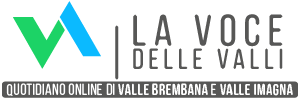 LA VOCE
DELLE VALLI
QUOTIDIANO ONLINE DI VALLE BREMBANA E VALLE IMAGNA